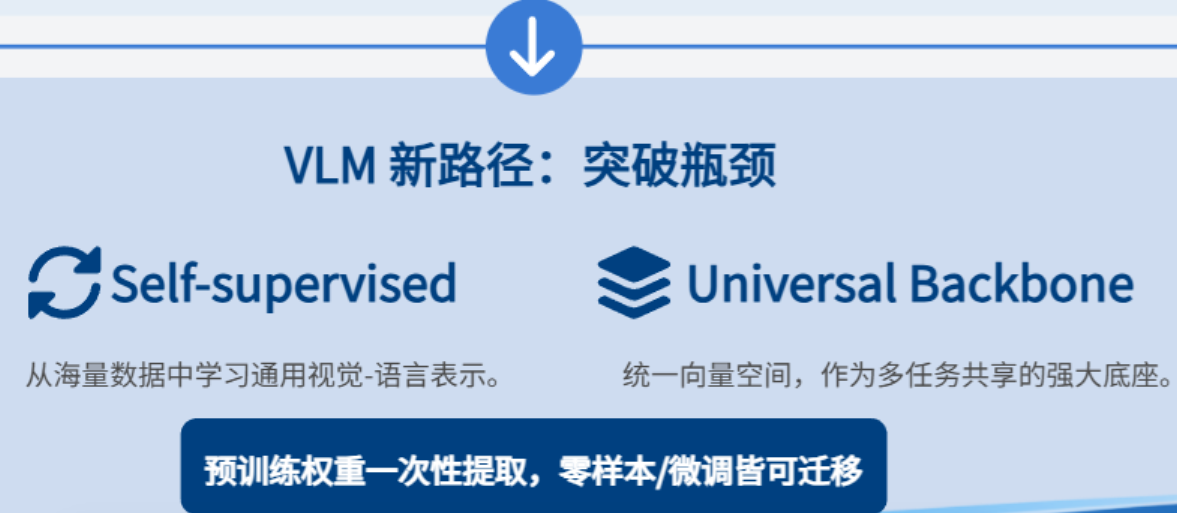 VLM 新路径：突破瓶颈
Self-supervised
Universal Backbone
从海量数据中学习通用视觉-语言表示。
统一向量空间，作为多任务共享的强大底座。
预训练权重一次性提取，零样本/微调皆可迁移